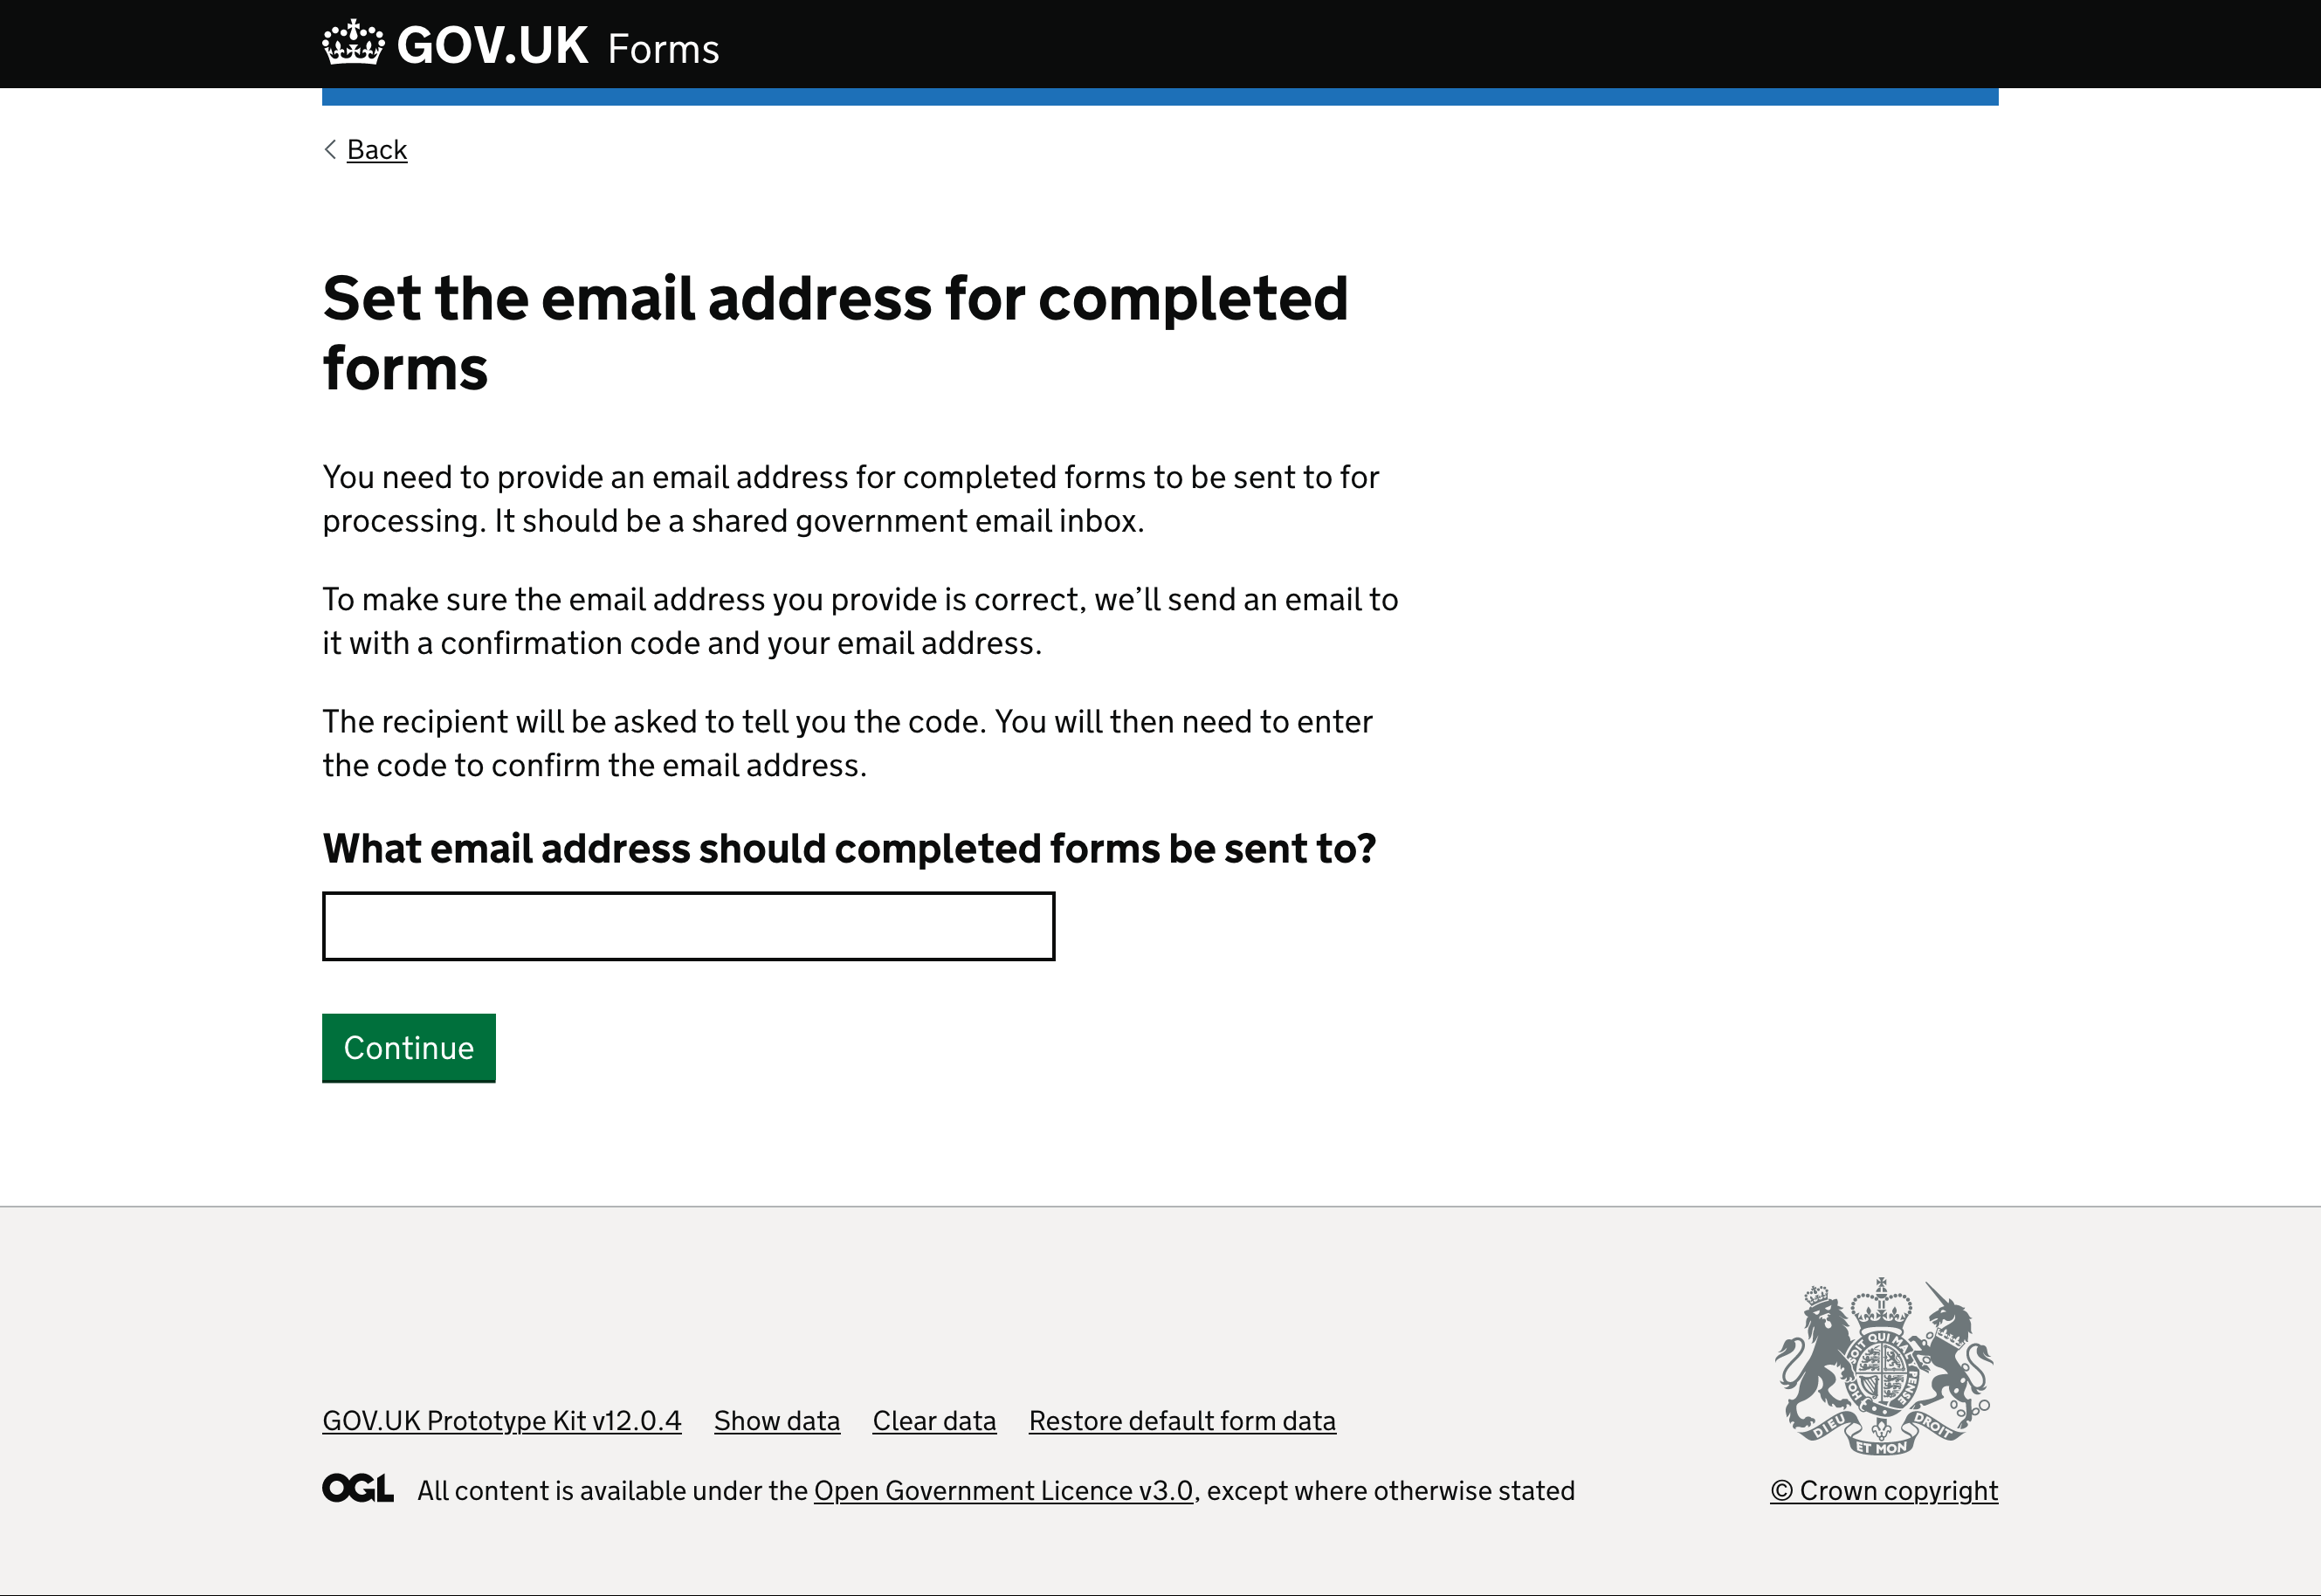 GOV.UK Forms
Back
Set the email address for completed
forms
You need to provide an email address for completed forms to be sent to for
processing. It should be a shared government email inbox.
To make sure the email address you provide is correct, we’ll send an email to
it with a confirmation code and your email address.
The recipient will be asked to tell you the code. You will then need to enter
the code to confirm the email address.
What email address should completed forms be sent to?
Continue
GOV.UK Prototype Kit v12.0.4 Show data Clear data Restore default form data
OGL All content is available under the Open Government Licence v3.0, except where otherwise stated
DIEU ET MON DROIT
© Crown copyright